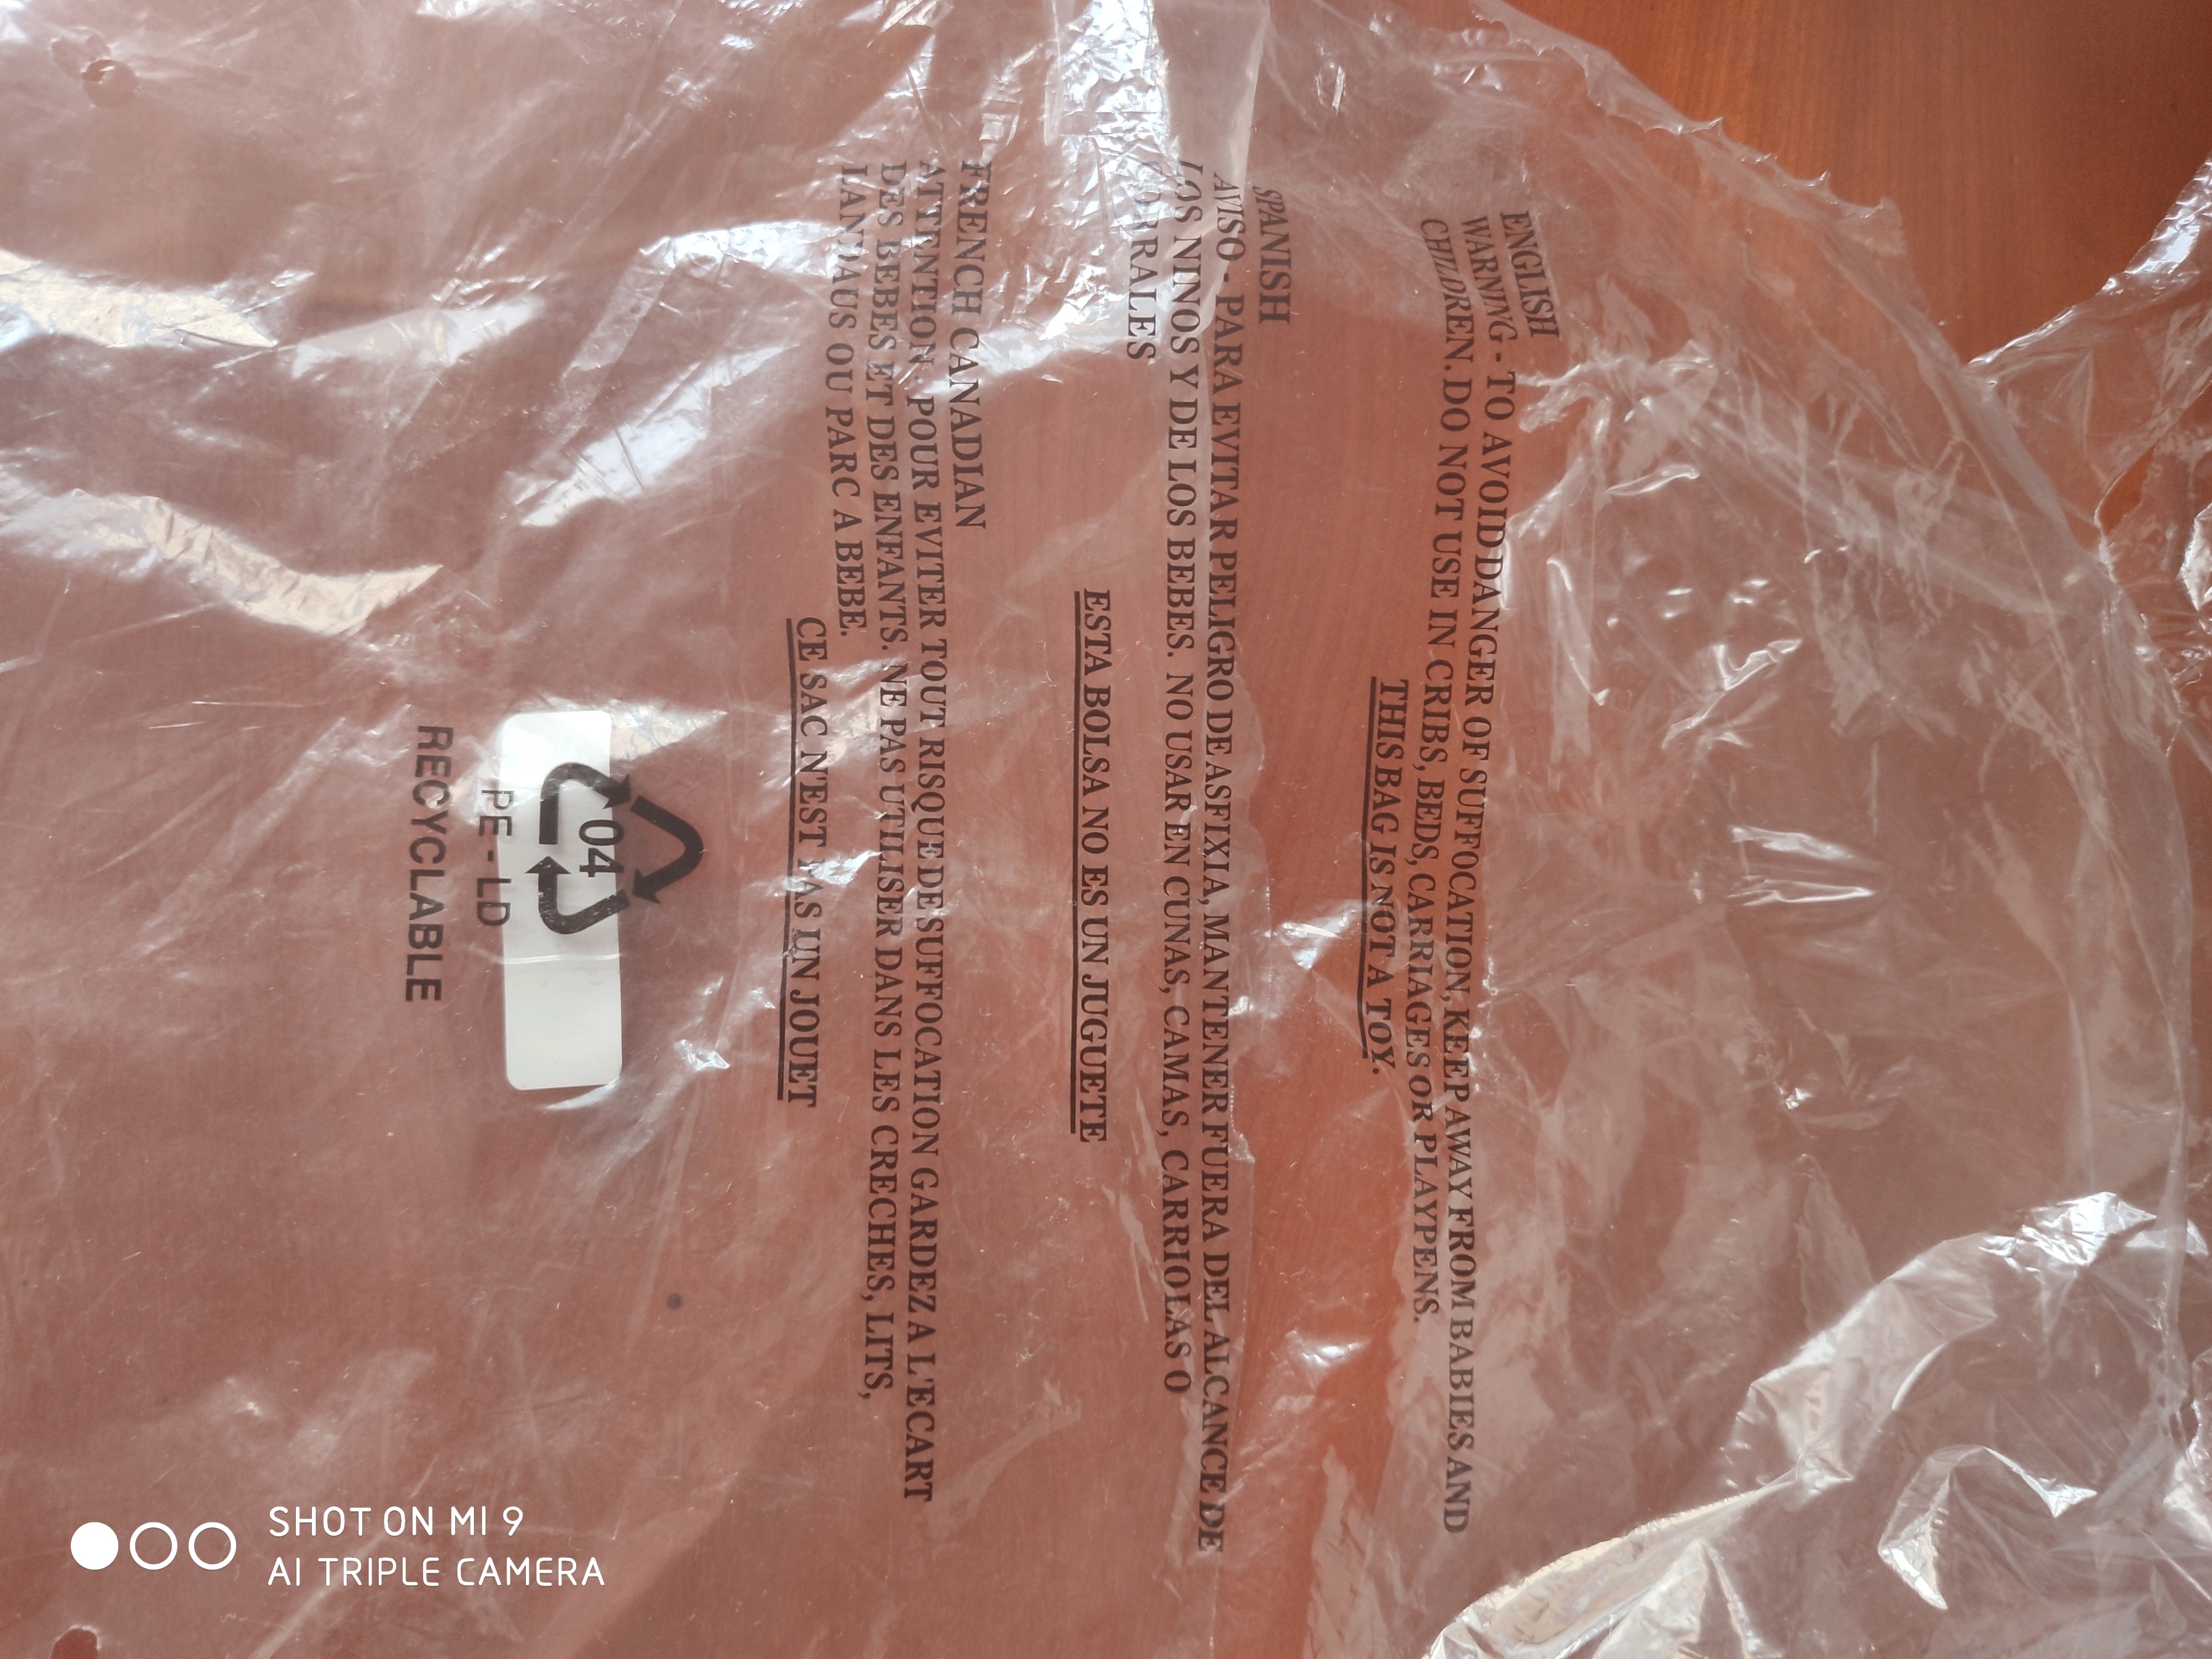 ENGLISH
WARNING - TO AVOID DANGER OF SUFFOCATION, KEEP AWAY FROM BABIES AND
CHILDREN. DO NOT USE IN CRIBS, BEDS, CARRIAGES OR PLAYPENS.
THIS BAG IS NOT A TOY.
SPANISH
AVISO - PARA EVITAR PELIGRO DE ASFIXIA, MANTENER FUERA DEL ALCANCE DE
LOS NINOS Y DE LOS BEBES. NO USAR EN CUNAS, CAMAS, CARRIOLAS O
CORRALES
ESTA BOLSA NO ES UN JUGUETE
FRENCH CANADIAN
ATTENTION - POUR EVITER TOUT RISQUE DE SUFFOCATION GARDEZ A L'ECART
DES BEBES ET DES ENFANTS. NE PAS UTILISER DANS LES CRECHES, LITS,
LANDAUS OU PARC A BEBE.
CE SAC N'EST PAS UN JOUET
04
PE - LD
RECYCLABLE
SHOT ON MI 9
AI TRIPLE CAMERA